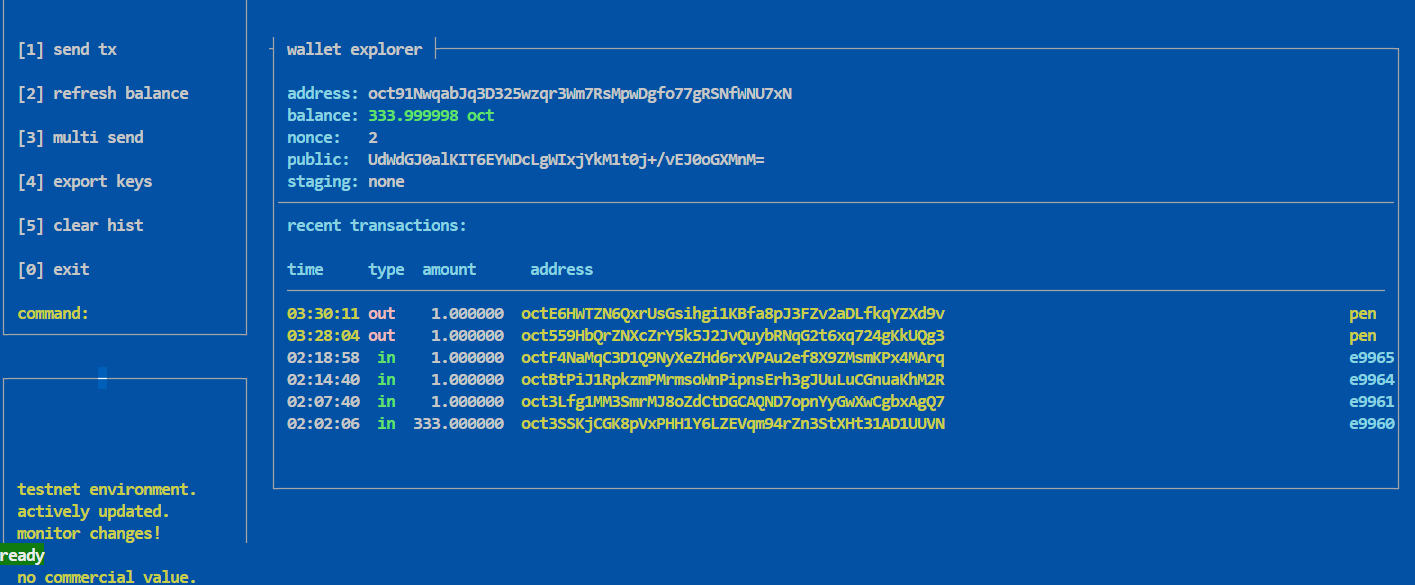 [1] send tx
[2] refresh balance
[3] multi send
[4] export keys
[5] clear hist
[0] exit
command:
wallet explorer
address: oct91NwqabJq3D325wzqr3Wm7RsMpwDgfo77gRSNfWNU7xN
balance: 333.999998 oct
nonce: 2
public: UdWdGJ0alKIT6EYWDcLgWIxjYkM1t0j+/vEJ0oGXMnM=
staging: none
recent transactions:
time type amount address
03:30:11 out 1.000000 octE6HWTZN6QxrUsGsihgi1KBfa8pJ3FZv2aDLfkqYZXd9v pen
03:28:04 out 1.000000 oct559HbQrZNXcZrY5k5J2JvQuybRNqG2t6xq724gKkUQg3 pen
02:18:58 in 1.000000 octF4NaMqC3D1Q9NyXeZHd6rxVPAu2ef8X9ZMsmKPx4MArq e9965
02:14:40 in 1.000000 octBtPiJ1RpkzmPMrmsoWnPipnsErh3gJUuLuCGnuaKhM2R e9964
02:07:40 in 1.000000 oct3Lfg1MM3SmrMJ8oZdCtDGCAQND7opnYyGwXwCgbxAgQ7 e9961
02:02:06 in 333.000000 oct3SSKjCGK8pVxPHH1Y6LZEVqm94rZn3StXHt31AD1UUVN e9960
testnet environment.
actively updated.
monitor changes!
ready
no commercial value.